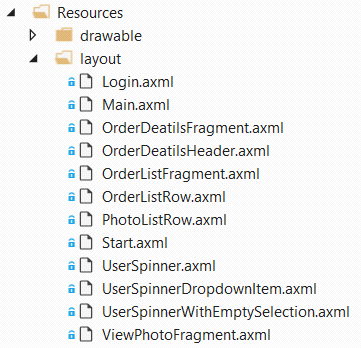 Resources
drawable
layout
Login.axml
Main.axml
OrderDeatilsFragment.axml
OrderDeatilsHeader.axml
OrderListFragment.axml
OrderListRow.axml
PhotoListRow.axml
Start.axml
UserSpinner.axml
UserSpinnerDropdownItem.axml
UserSpinnerWithEmptySelection.axml
ViewPhotoFragment.axml